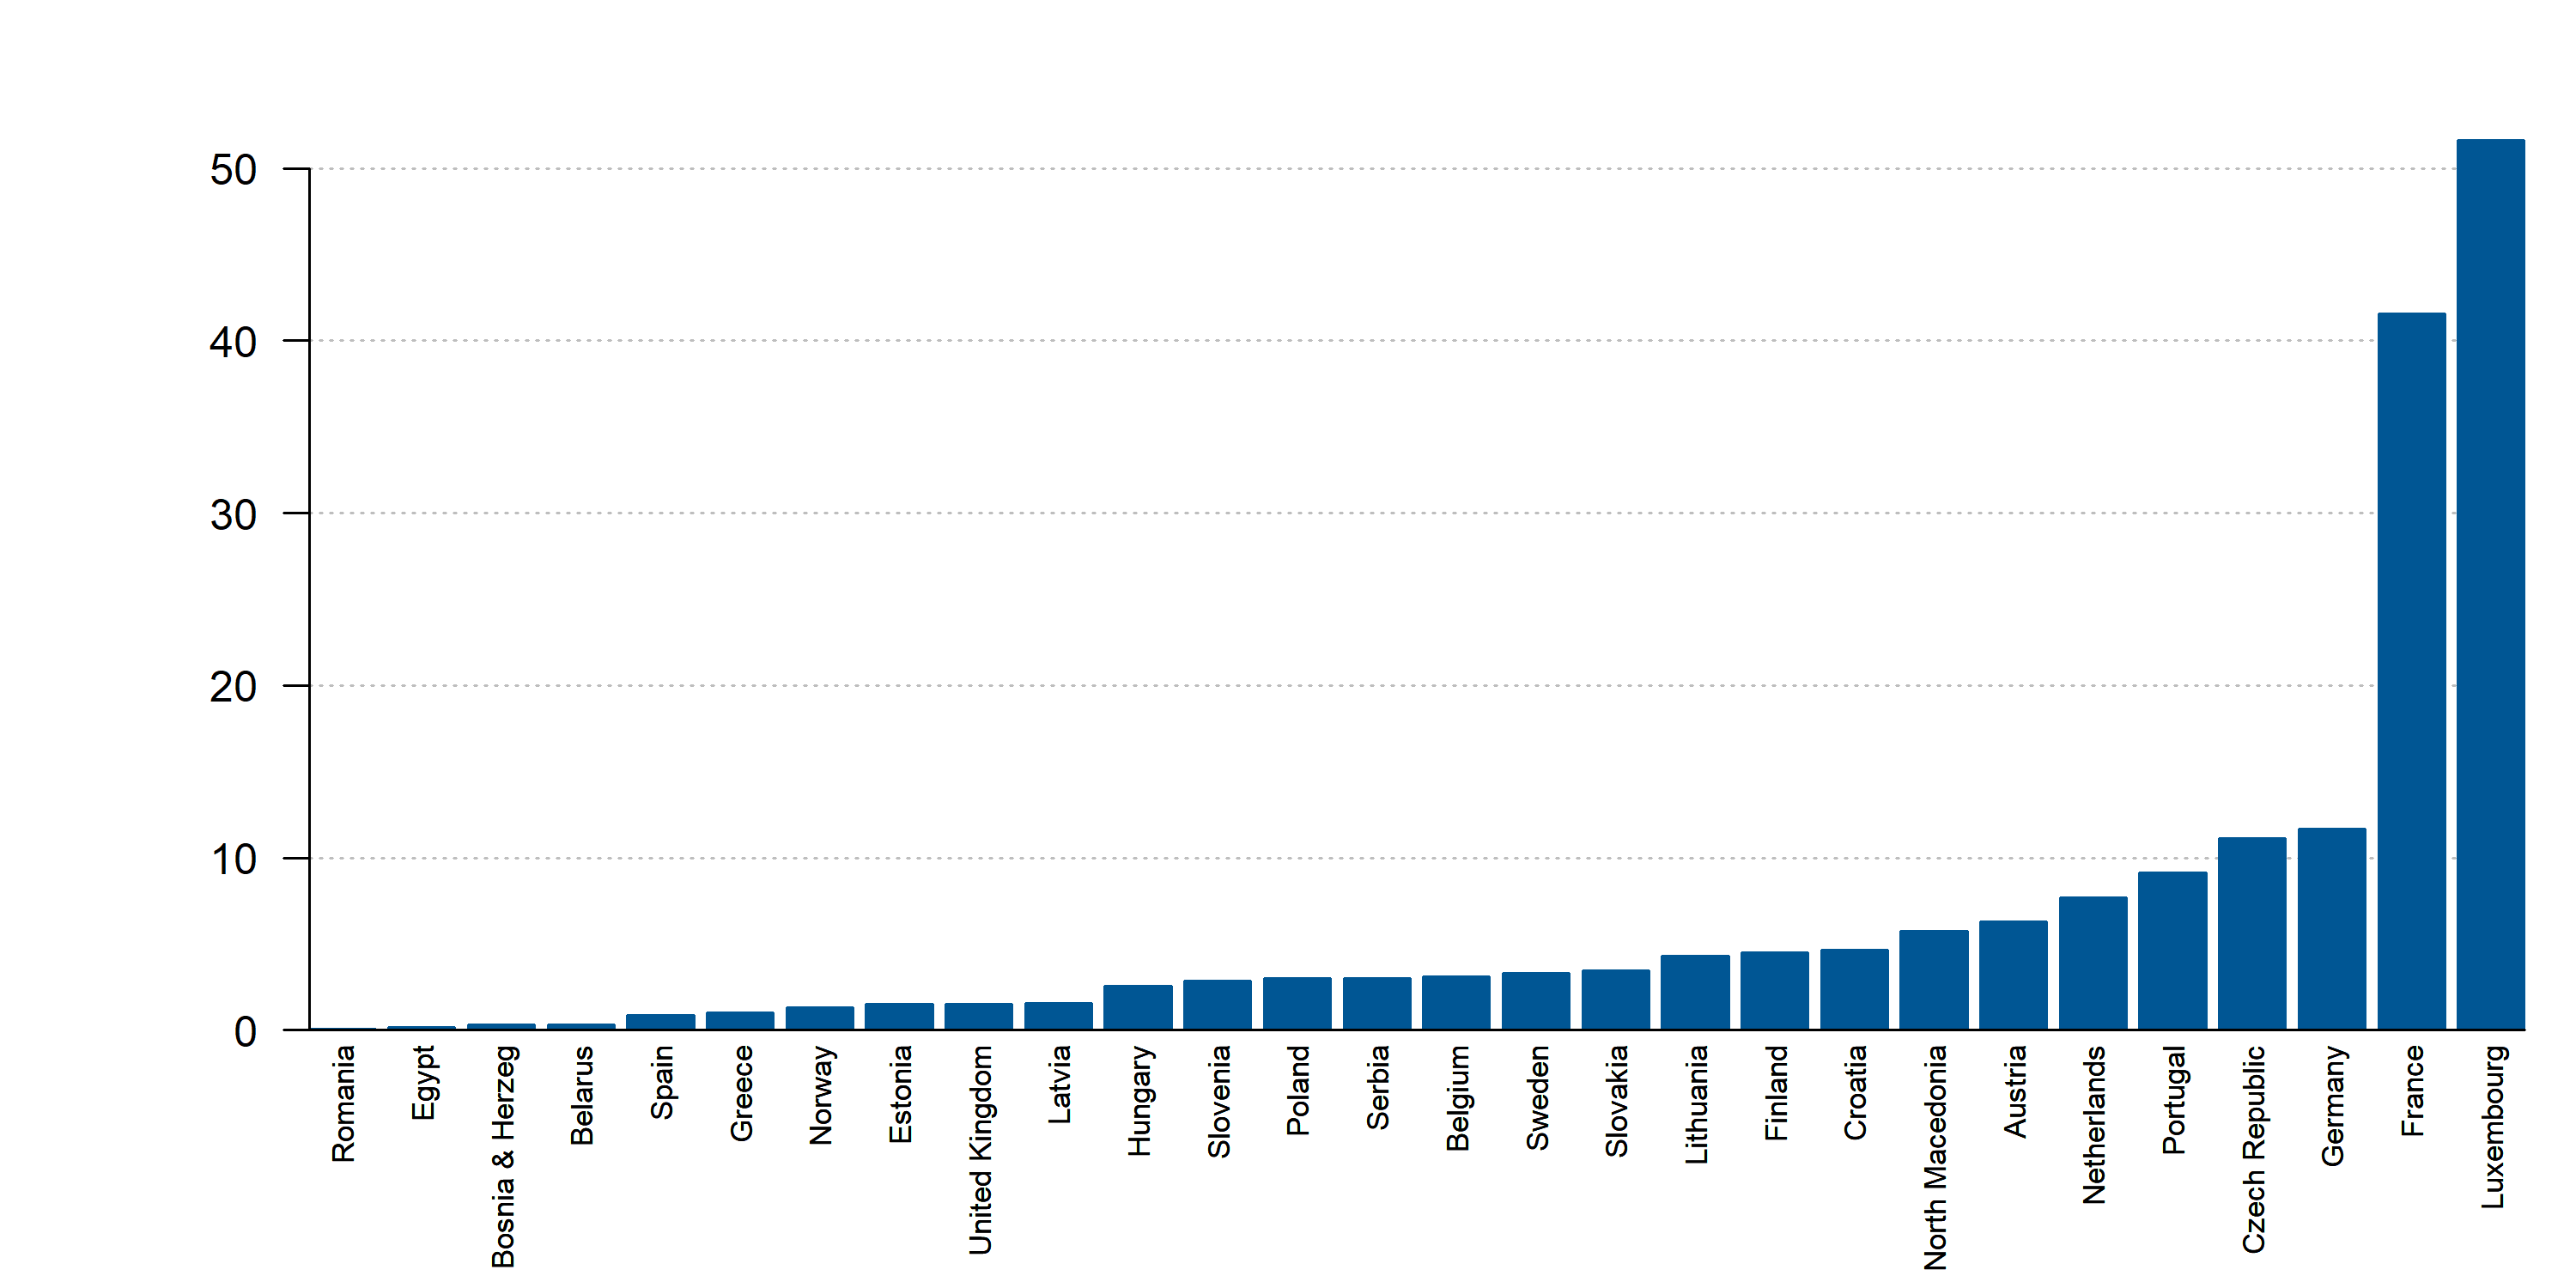 50
40
30
20
10
0
Romania
Egypt
Bosnia & Herzeg
Belarus
Spain
Greece
Norway
Estonia
United Kingdom
Latvia
Hungary
Slovenia
Poland
Serbia
Belgium
Sweden
Slovakia
Lithuania
Finland
Croatia
North Macedonia
Austria
Netherlands
Portugal
Czech Republic
Germany
France
Luxembourg